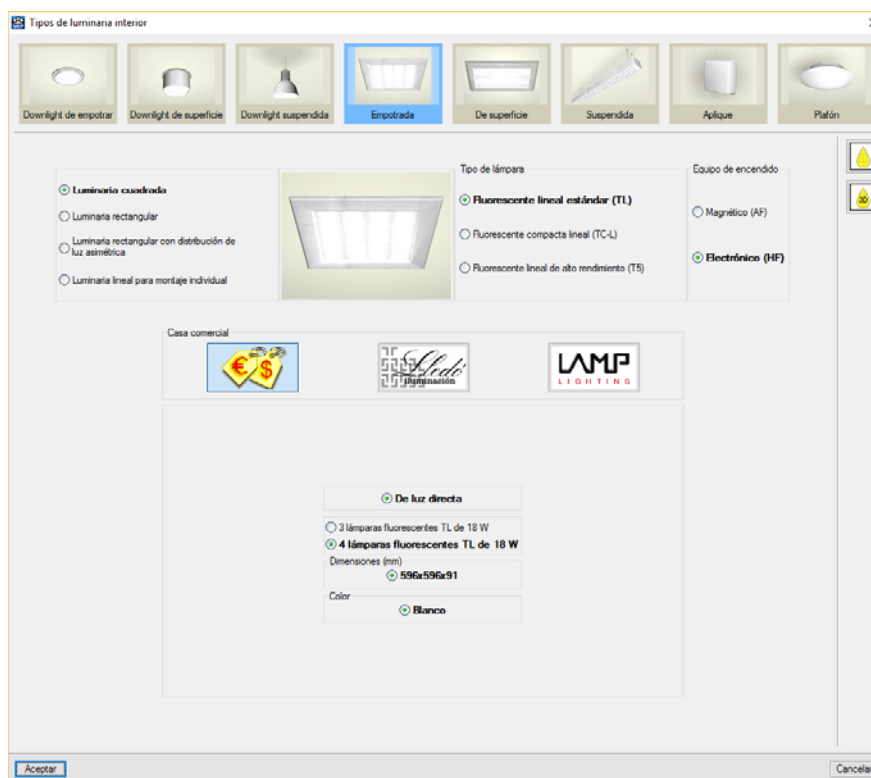 Tipos de luminaria interior
Downlight de empotrar
Downlight de superficie
Downlight suspendida
Empotrada
De superficie
Suspendida
Aplique
Plafón
Luminaria cuadrada
Luminaria rectangular
Luminaria rectangular con distribución de
luz asimétrica
Luminaria lineal para montaje individual
Tipo de lámpara
Fluorescente lineal estándar (TL)
Fluorescente compacta lineal (TC-L)
Fluorescente lineal de alto rendimiento (T5)
Equipo de encendido
Magnético (AF)
Electrónico (HF)
3D
Casa comercial
€ $
Lledó
iluminación
LAMP
LIGHTING
De luz directa
3 lámparas fluorescentes TL de 18 W
4 lámparas fluorescentes TL de 18 W
Dimensiones (mm)
596x596x91
Color
Blanco
Aceptar
Cancelar